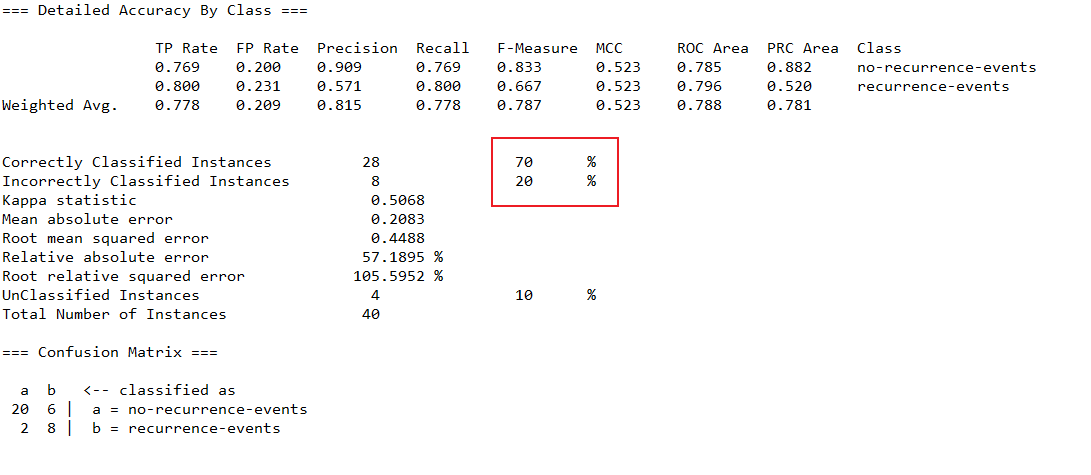 === Detailed Accuracy By Class ===
TP Rate FP Rate Precision Recall F-Measure MCC ROC Area PRC Area Class
0.769 0.200 0.909 0.769 0.833 0.523 0.785 0.882 no-recurrence-events
0.800 0.231 0.571 0.800 0.667 0.523 0.796 0.520 recurrence-events
Weighted Avg. 0.778 0.209 0.815 0.778 0.787 0.523 0.788 0.781
Correctly Classified Instances 28 70 %
Incorrectly Classified Instances 8 20 %
Kappa statistic 0.5068
Mean absolute error 0.2083
Root mean squared error 0.4488
Relative absolute error 57.1895 %
Root relative squared error 105.5952 %
UnClassified Instances 4 10 %
Total Number of Instances 40
=== Confusion Matrix ===
a b <-- classified as
20 6 | a = no-recurrence-events
2 8 | b = recurrence-events